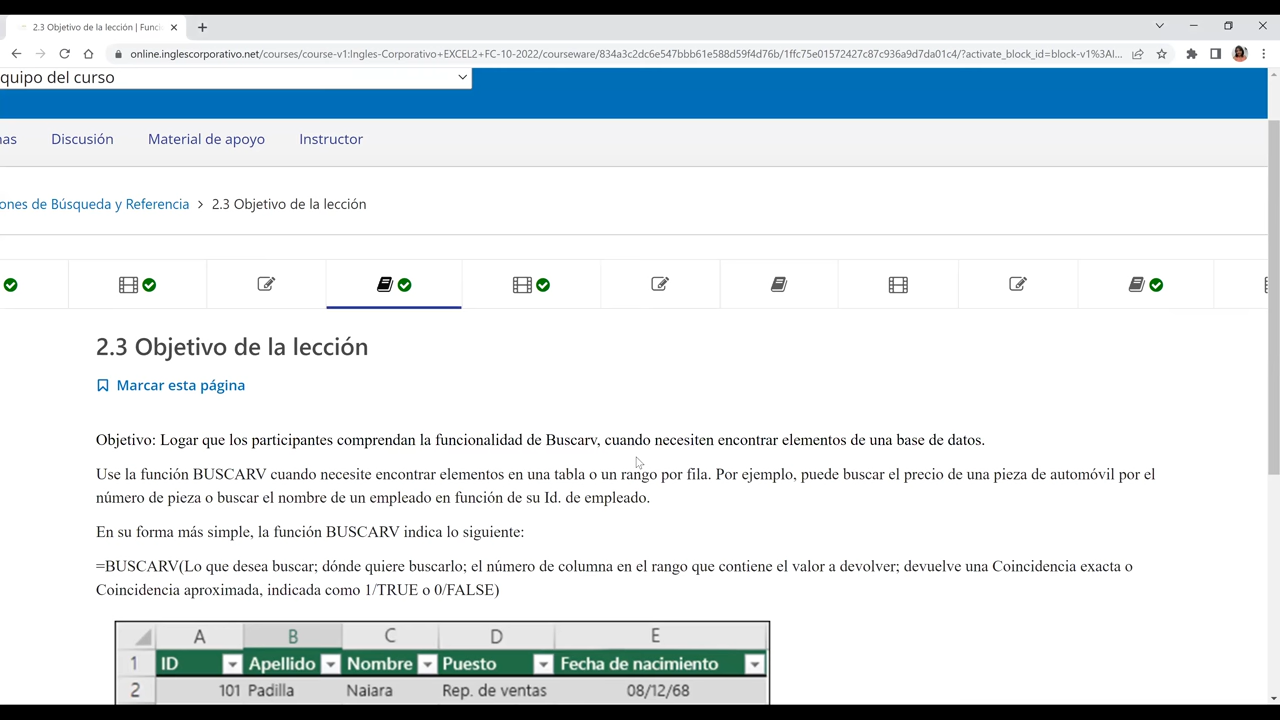 2.3 Objetivo de la lección | Funci
online.inglescorporativo.net/courses/course-v1:Ingles-Corporativo+EXCEL2+FC-10-2022/courseware/834a3c2dc6e547bbb61e588d59f4d76b/1ffc75e01572427c87c936a9d7da01c4/?activate_block_id=block-v1%3AI...
quipo del curso
nas Discusión Material de apoyo Instructor
ones de Búsqueda y Referencia > 2.3 Objetivo de la lección
2.3 Objetivo de la lección
Marcar esta página
Objetivo: Logar que los participantes comprendan la funcionalidad de Buscarv, cuando necesiten encontrar elementos de una base de datos.
Use la función BUSCARV cuando necesite encontrar elementos en una tabla o un rango por fila. Por ejemplo, puede buscar el precio de una pieza de automóvil por el
número de pieza o buscar el nombre de un empleado en función de su Id. de empleado.
En su forma más simple, la función BUSCARV indica lo siguiente:
=BUSCARV(Lo que desea buscar; dónde quiere buscarlo; el número de columna en el rango que contiene el valor a devolver; devuelve una Coincidencia exacta o
Coincidencia aproximada, indicada como 1/TRUE o 0/FALSE)
A B C D E
1 ID Apellido Nombre Puesto Fecha de nacimiento
2 101 Padilla Naiara Rep. de ventas 08/12/68